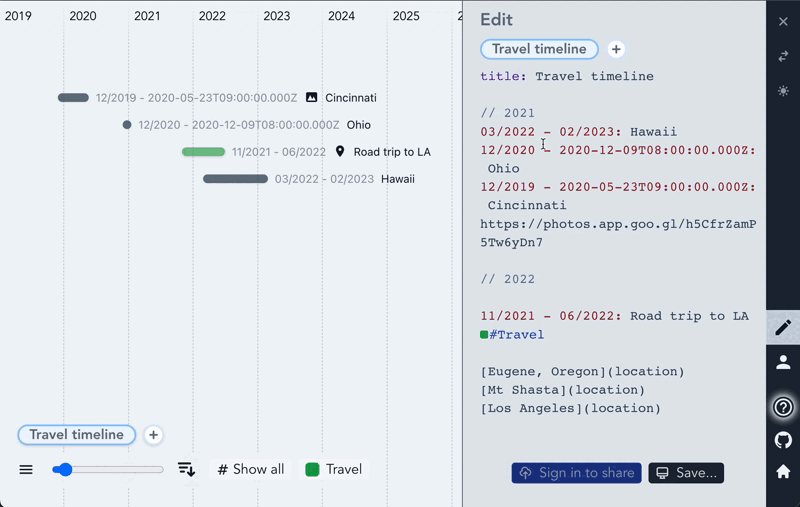 2019 2020 2021 2022 2023 2024 2025
12/2019 - 2020-05-23T09:00:00.000Z Cincinnati
12/2020 - 2020-12-09T08:00:00.000Z Ohio
11/2021 - 06/2022 Road trip to LA
03/2022 - 02/2023 Hawaii
Travel timeline +
# Show all Travel
Edit
Travel timeline +
title: Travel timeline
// 2021
03/2022 - 02/2023: Hawaii
12/2020 - 2020-12-09T08:00:00.000Z:
Ohio
12/2019 - 2020-05-23T09:00:00.000Z:
Cincinnati
https://photos.app.goo.gl/h5CfrZamP
5Tw6yDn7
// 2022
11/2021 - 06/2022: Road trip to LA
#Travel
[Eugene, Oregon](location)
[Mt Shasta](location)
[Los Angeles](location)
Sign in to share Save...